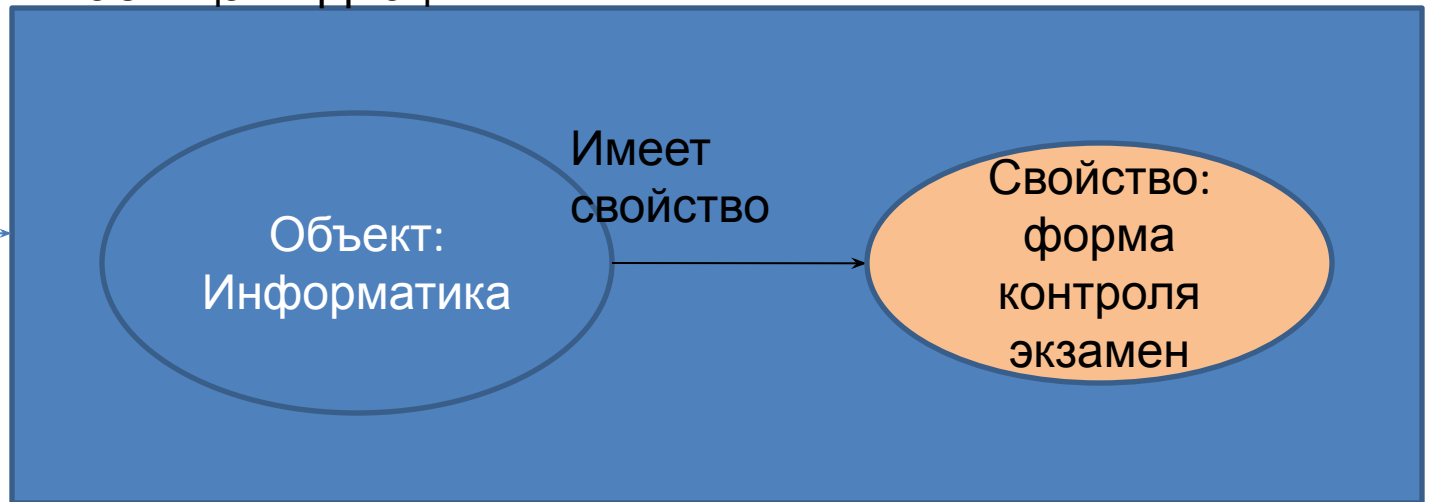 Имеет
свойство
Объект:
Информатика
Свойство:
форма
контроля
экзамен